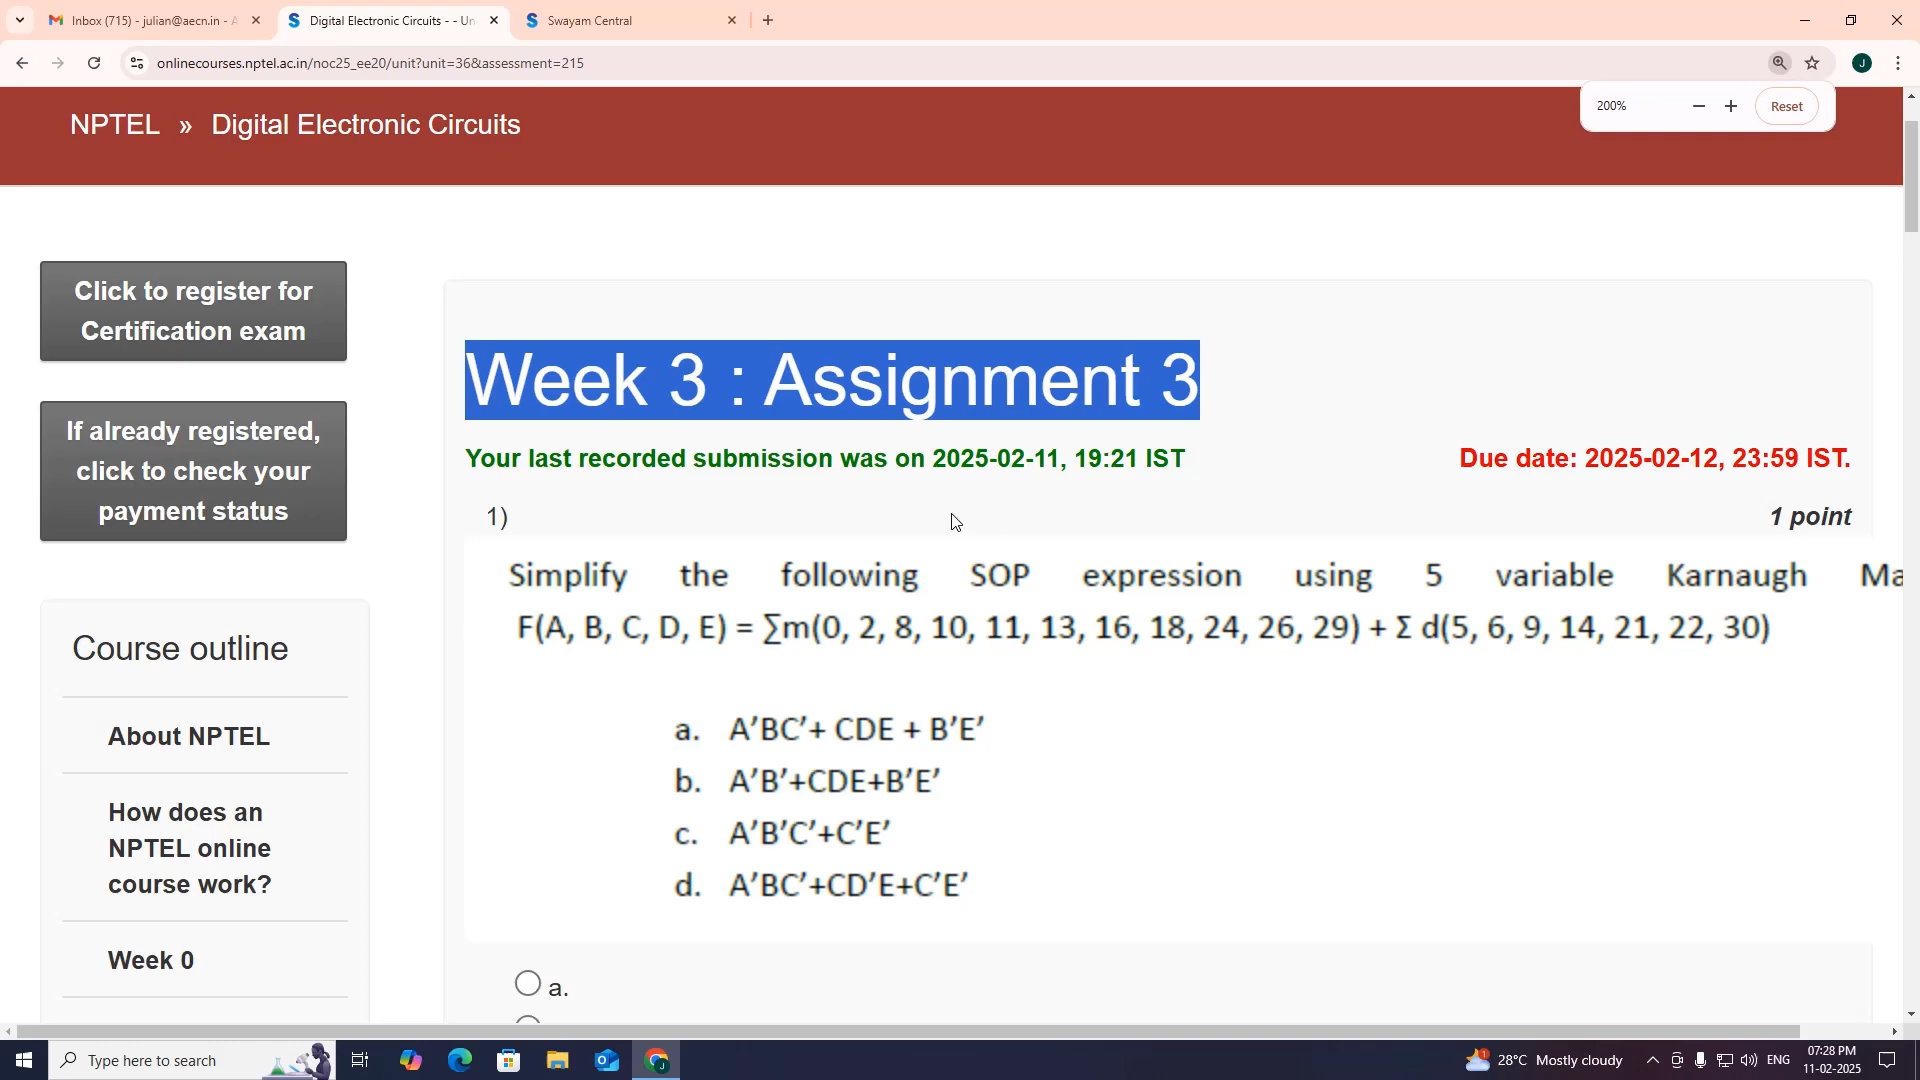 Inbox (715) - julian@aecn.in - A
Digital Electronic Circuits - - Un
Swayam Central
onlinecourses.nptel.ac.in/noc25_ee20/unit?unit=36&assessment=215
J
200%
Reset
NPTEL » Digital Electronic Circuits
Click to register for
Certification exam
If already registered,
click to check your
payment status
Course outline
About NPTEL
How does an
NPTEL online
course work?
Week 0
Week 3 : Assignment 3
Your last recorded submission was on 2025-02-11, 19:21 IST
Due date: 2025-02-12, 23:59 IST.
1)
1 point
Simplify the following SOP expression using 5 variable Karnaugh Ma
F(A, B, C, D, E) = ∑m(0, 2, 8, 10, 11, 13, 16, 18, 24, 26, 29) + Σ d(5, 6, 9, 14, 21, 22, 30)
a. A’BC’+ CDE + B’E’
b. A’B’+CDE+B’E’
c. A’B’C’+C’E’
d. A’BC’+CD’E+C’E’
a.
Type here to search
28°C Mostly cloudy
ENG
07:28 PM
11-02-2025